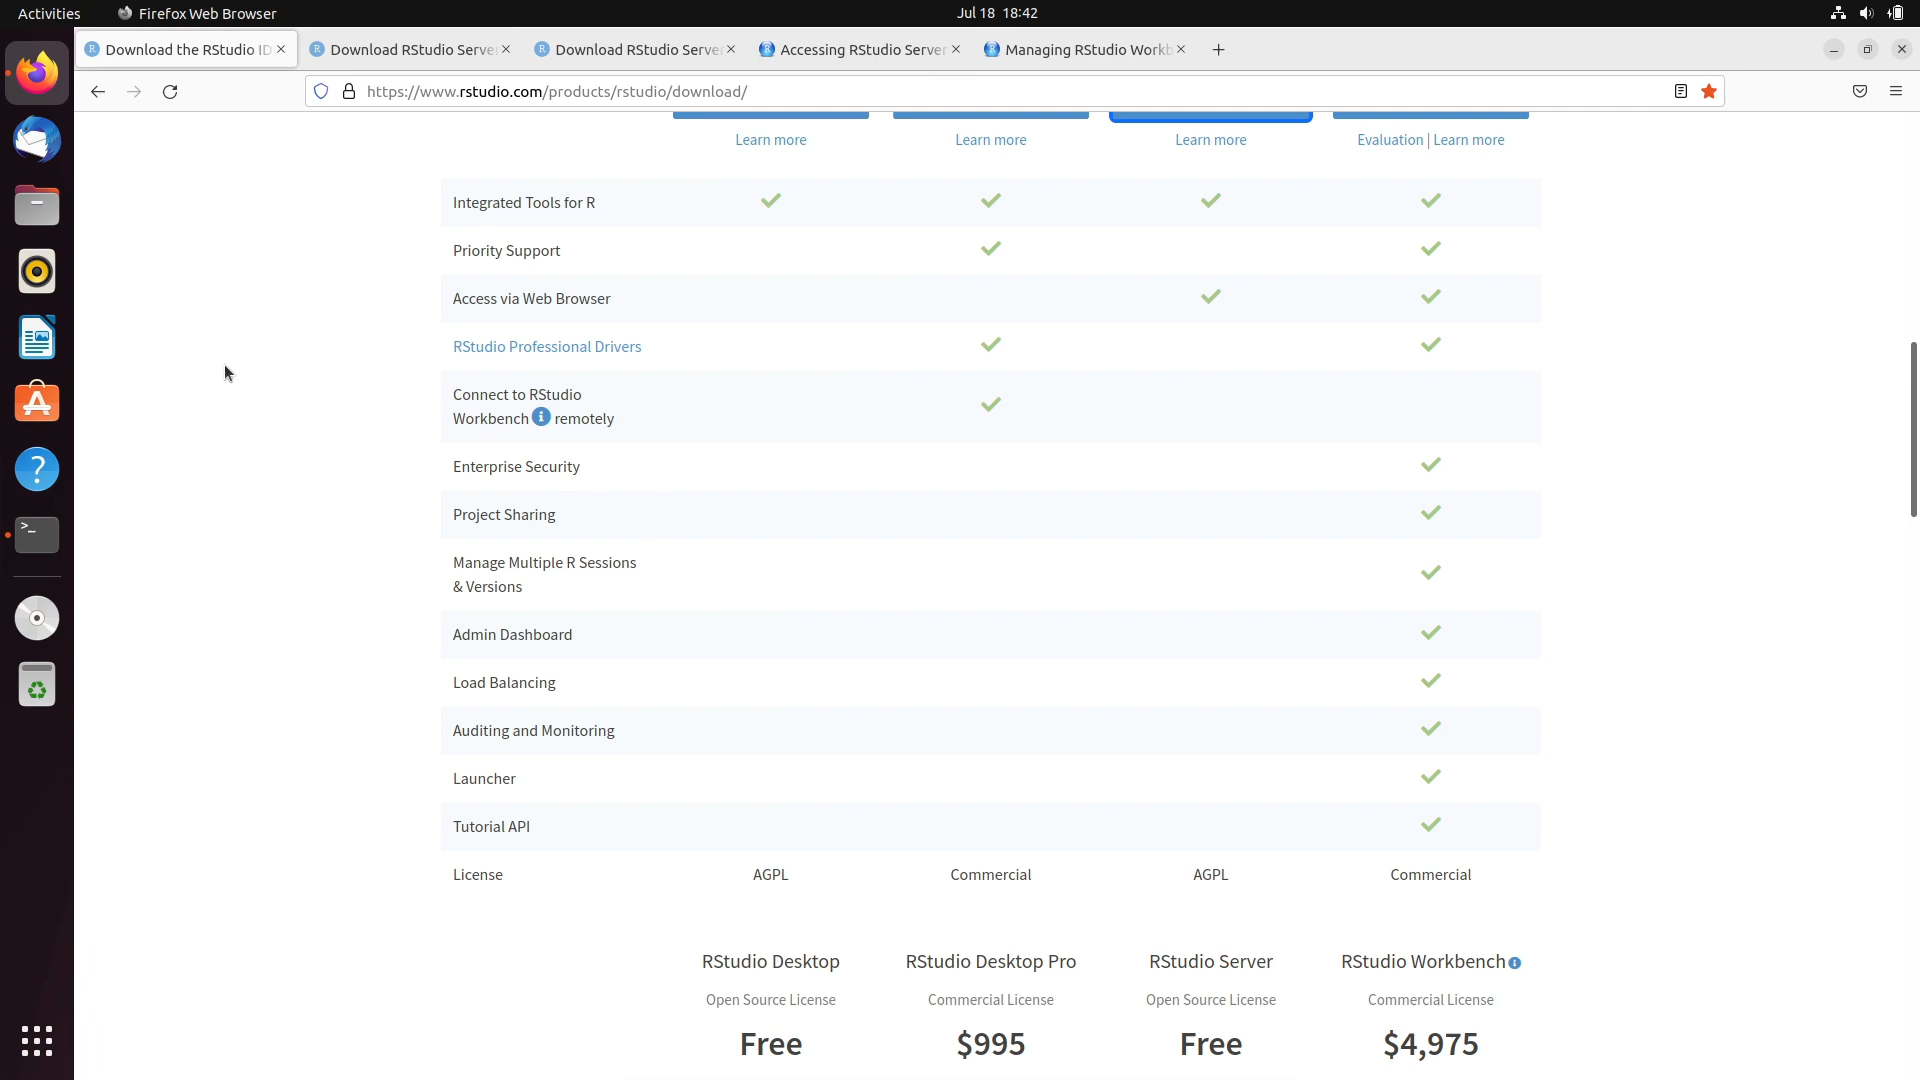 Activities Firefox Web Browser Jul 18 18:42
Download the RStudio ID Download RStudio Server Download RStudio Server Accessing RStudio Server Managing RStudio Workb
https://www.rstudio.com/products/rstudio/download/
Learn more Learn more Learn more Evaluation | Learn more
Integrated Tools for R
Priority Support
Access via Web Browser
RStudio Professional Drivers
Connect to RStudio
Workbench remotely
Enterprise Security
Project Sharing
Manage Multiple R Sessions
& Versions
Admin Dashboard
Load Balancing
Auditing and Monitoring
Launcher
Tutorial API
License AGPL Commercial AGPL Commercial
RStudio Desktop RStudio Desktop Pro RStudio Server RStudio Workbench
Open Source License Commercial License Open Source License Commercial License
Free $995 Free $4,975